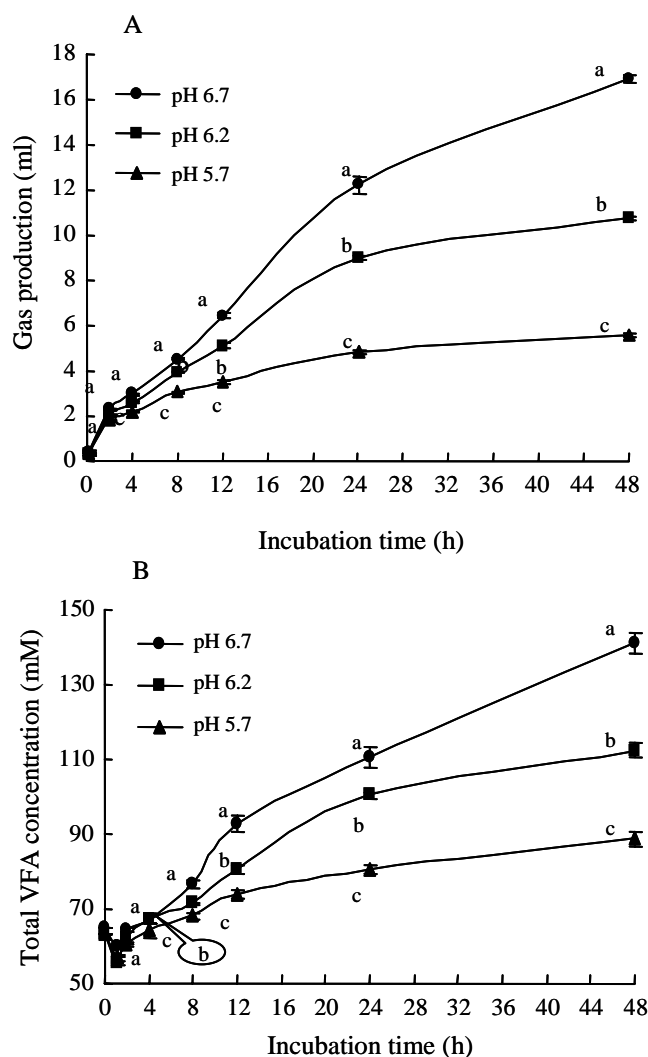 A
18
16
14
12
10
8
6
4
2
0
Gas production (ml)
pH 6.7
pH 6.2
pH 5.7
a
a
a
a
a
a
a
b
b
b
c
c
c
c
c
0 4 8 12 16 20 24 28 32 36 40 44 48
Incubation time (h)
B
150
130
110
90
70
50
Total VFA concentration (mM)
pH 6.7
pH 6.2
pH 5.7
a
a
a
a
a
a
b
b
b
b
c
c
c
c
0 4 8 12 16 20 24 28 32 36 40 44 48
Incubation time (h)